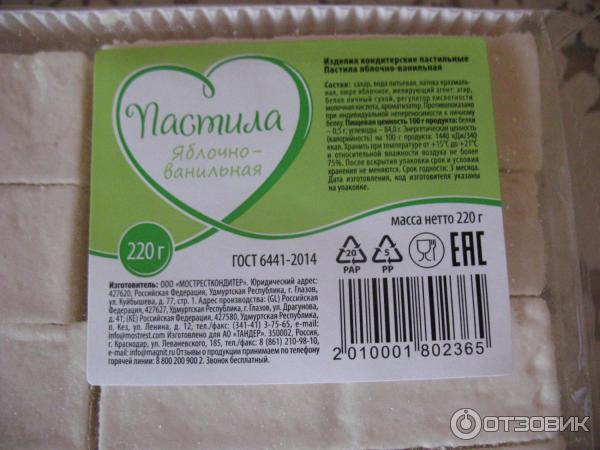 Пастила
Яблочно-
ванильная
220 г
Изделия кондитерские пастильные
Пастила яблочно-ванильная
Состав: сахар, вода питьевая, патока крахмаль-
ная, пюре яблочное, желирующий агент: агар,
белок яичный сухой, регулятор кислотности
молочная кислота, ароматизатор. Противопоказано
при индивидуальной непереносимости к яичному
белку. Пищевая ценность 100 г продукта: белки
– 0,5 г; углеводы – 84,0 г. Энергетическая ценность
(калорийность) на 100 г продукта: 1440 кДж/340
ккал. Хранить при температуре от +15°С до +21°С
и относительной влажности воздуха не более
75%. После вскрытия упаковки срок и условия
хранения не меняются. Срок годности: 3 месяца.
Дата изготовления, код изготовителя указаны
на упаковке.
масса нетто 220 г
ГОСТ 6441-2014
20
PAP
5
PP
EAC
Изготовитель: ООО «МОСТРЕСТКОНДИТЕР». Юридический адрес:
427620, Российская Федерация, Удмуртская Республика, г. Глазов,
ул. Куйбышева, д. 77, стр. 1. Адрес производства: (GL) Российская
Федерация, 427627, Удмуртская Республика, г. Глазов, ул. Драгунова,
д. 41; (KE) Российская Федерация, 427580, Удмуртская Республика,
п. Кез, ул. Ленина, д. 12, тел./факс: (341-41) 3-75-65, e-mail:
info@mostrest.com Изготовлено для АО «ТАНДЕР». 350002, Россия,
г. Краснодар, ул. Леваневского, 185, тел./факс: 8 (861) 210-98-10,
e-mail: info@magnit.ru Отзывы о продукции принимаем по телефону
горячей линии: 8 800 200 900 2. Звонок бесплатный.
2010001802365
ОТЗОВИК